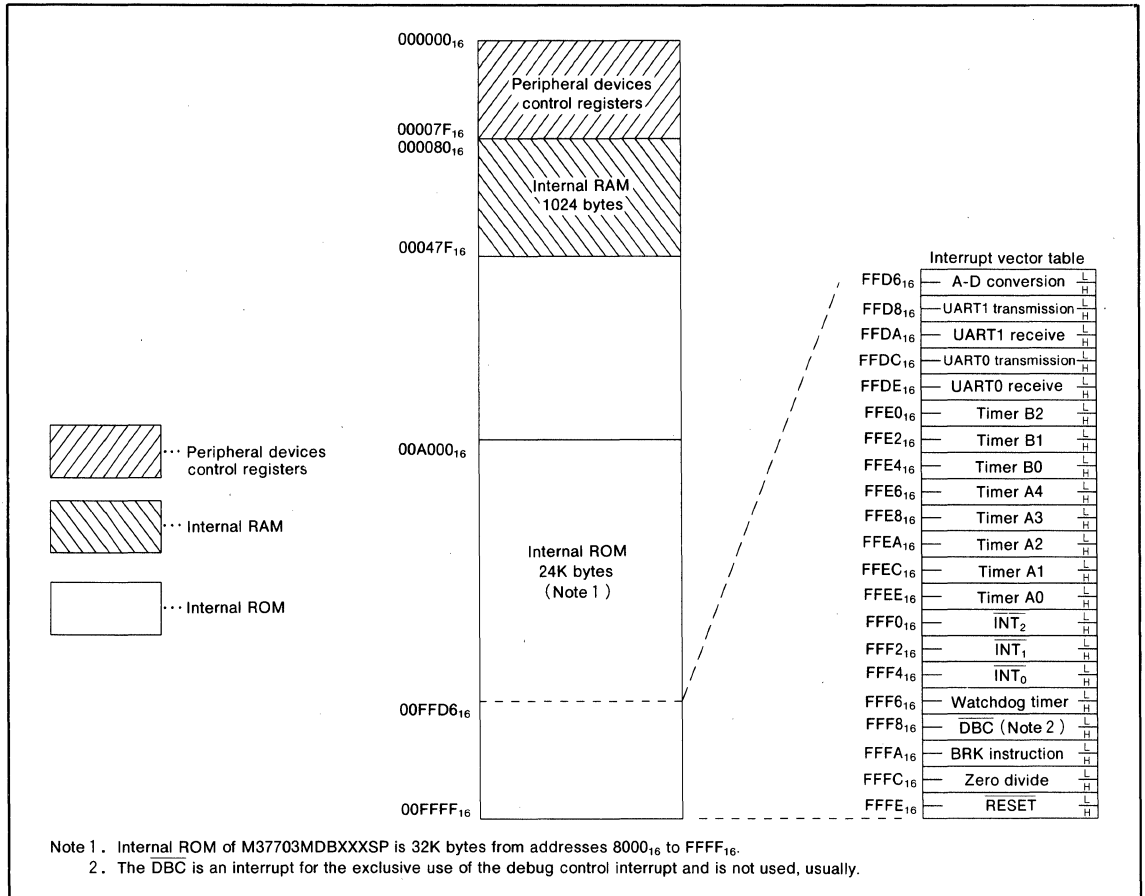 000000₁₆
Peripheral devices
control registers
00007F₁₆
000080₁₆
Internal RAM
1024 bytes
00047F₁₆
··· Peripheral devices
control registers
··· Internal RAM
··· Internal ROM
00A000₁₆
Internal ROM
24K bytes
(Note 1)
00FFD6₁₆
00FFFF₁₆
Interrupt vector table
FFD6₁₆ A-D conversion L H
FFD8₁₆ UART1 transmission L H
FFDA₁₆ UART1 receive L H
FFDC₁₆ UART0 transmission L H
FFDE₁₆ UART0 receive L H
FFE0₁₆ Timer B2 L H
FFE2₁₆ Timer B1 L H
FFE4₁₆ Timer B0 L H
FFE6₁₆ Timer A4 L H
FFE8₁₆ Timer A3 L H
FFEA₁₆ Timer A2 L H
FFEC₁₆ Timer A1 L H
FFEE₁₆ Timer A0 L H
FFF0₁₆ INT₂ L H
FFF2₁₆ INT₁ L H
FFF4₁₆ INT₀ L H
FFF6₁₆ Watchdog timer L H
FFF8₁₆ DBC (Note 2) L H
FFFA₁₆ BRK instruction L H
FFFC₁₆ Zero divide L H
FFFE₁₆ RESET L H
Note 1. Internal ROM of M37703MDBXXXSP is 32K bytes from addresses 8000₁₆ to FFFF₁₆.
2. The DBC is an interrupt for the exclusive use of the debug control interrupt and is not used, usually.